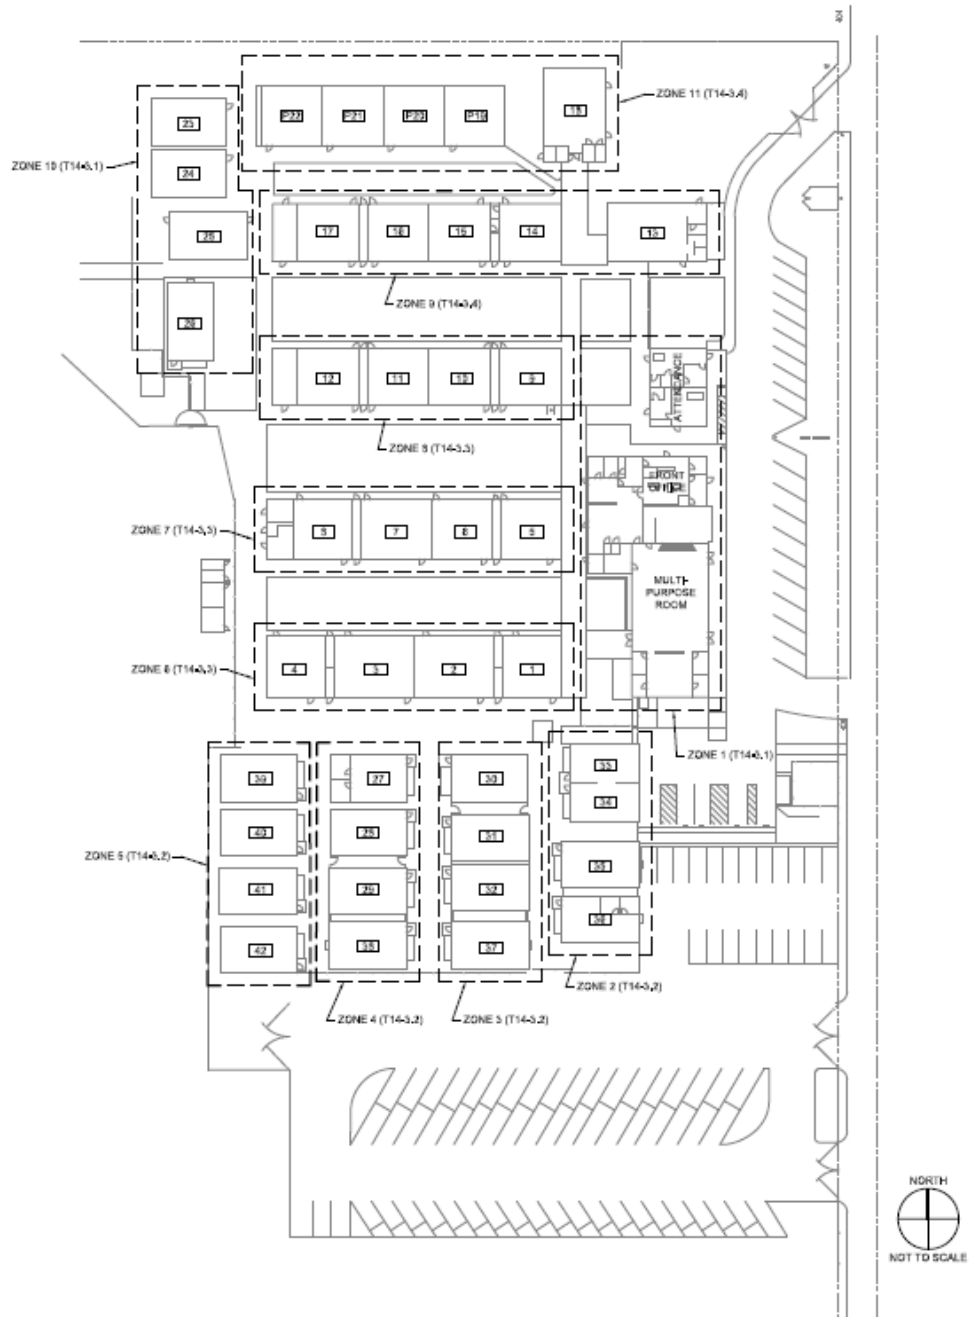 ZONE 11 (T14-3.4)
P22
P21
P20
P19
18
23
24
25
26
ZONE 10 (T14-3.1)
17
16
15
14
13
ZONE 9 (T14-3.4)
12
11
10
9
ATTENDANCE
ZONE 8 (T14-3.3)
FRONT
OFFICE
ZONE 7 (T14-3.3)
7
8
MULTI-
PURPOSE
ROOM
ZONE 6 (T14-3.3)
4
3
2
1
ZONE 1 (T14-3.1)
39
27
30
33
34
40
28
31
35
ZONE 5 (T14-3.2)
41
29
32
36
42
38
37
ZONE 2 (T14-3.2)
ZONE 4 (T14-3.2)
ZONE 3 (T14-3.2)
NORTH
NOT TO SCALE